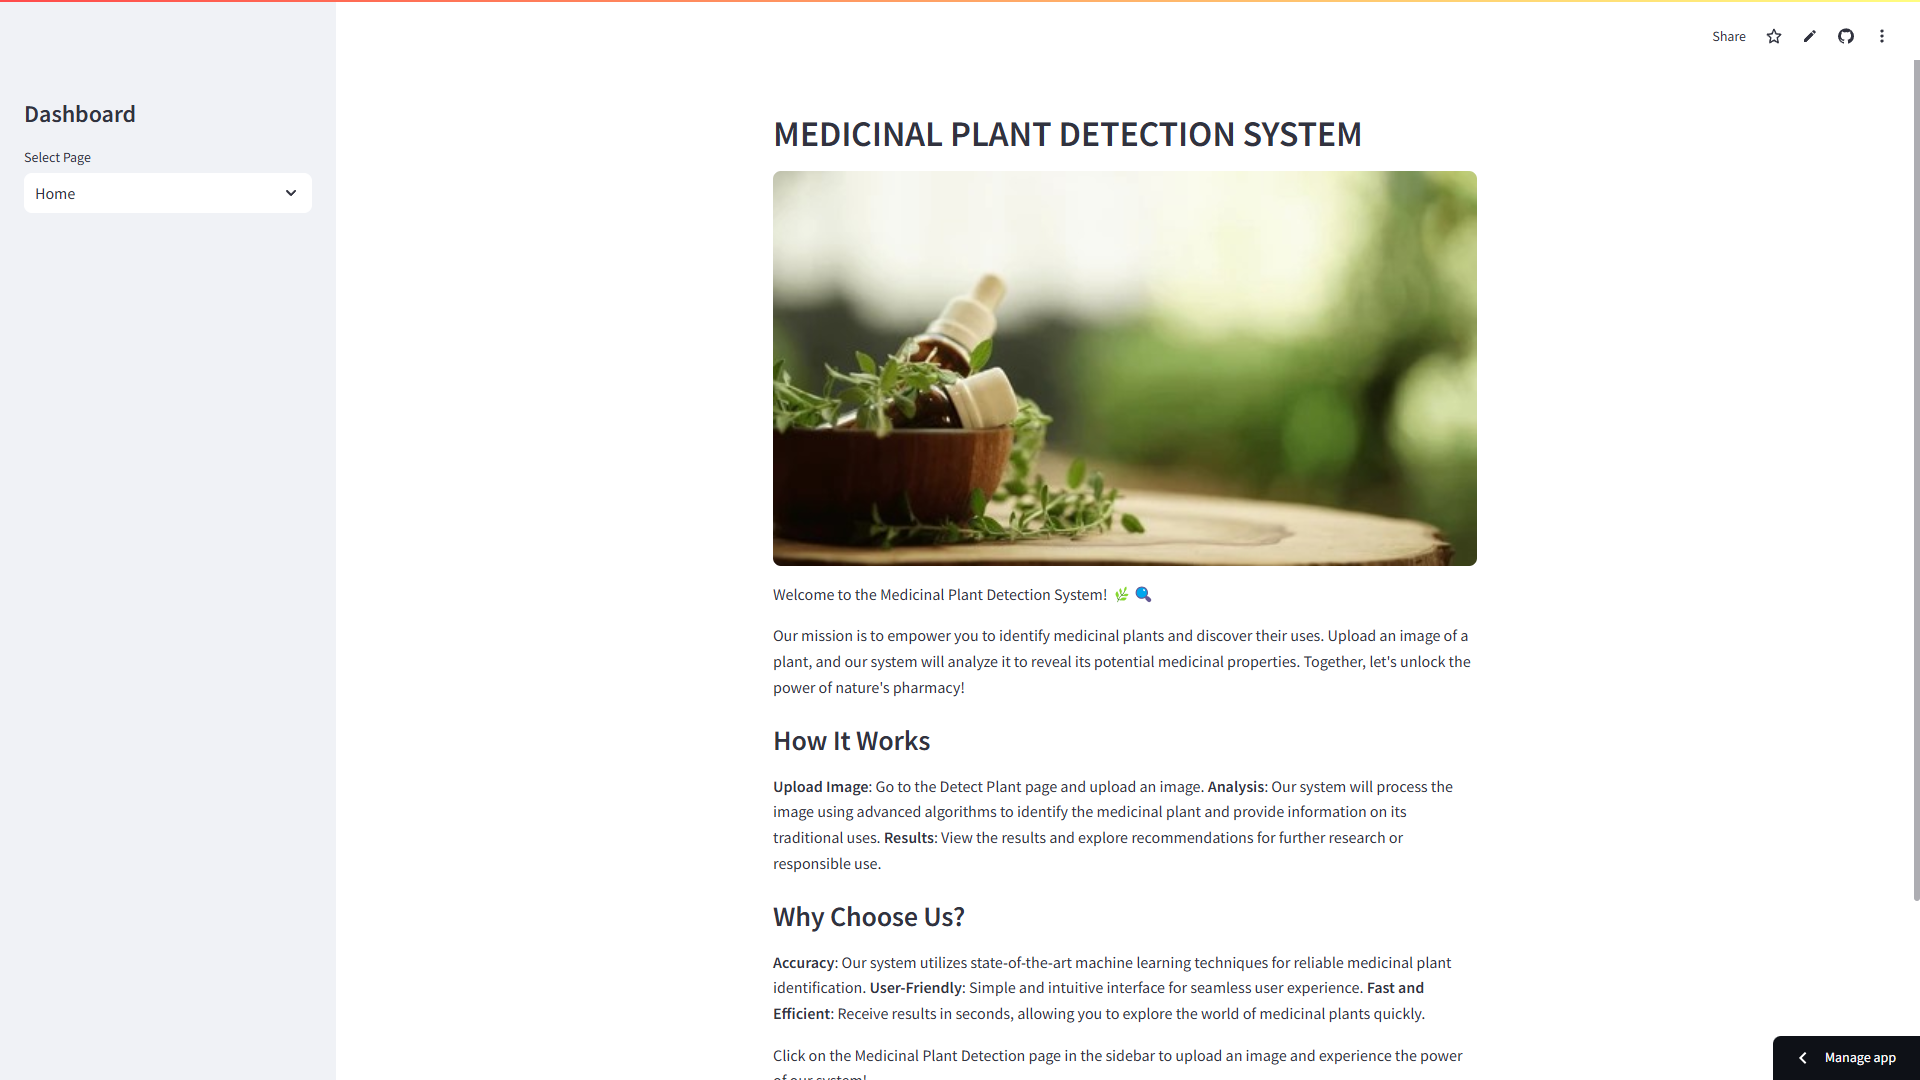 Share
Dashboard
Select Page
Home
MEDICINAL PLANT DETECTION SYSTEM
Welcome to the Medicinal Plant Detection System! 🌿 🔍
Our mission is to empower you to identify medicinal plants and discover their uses. Upload an image of a
plant, and our system will analyze it to reveal its potential medicinal properties. Together, let's unlock the
power of nature's pharmacy!
How It Works
Upload Image: Go to the Detect Plant page and upload an image. Analysis: Our system will process the
image using advanced algorithms to identify the medicinal plant and provide information on its
traditional uses. Results: View the results and explore recommendations for further research or
responsible use.
Why Choose Us?
Accuracy: Our system utilizes state-of-the-art machine learning techniques for reliable medicinal plant
identification. User-Friendly: Simple and intuitive interface for seamless user experience. Fast and
Efficient: Receive results in seconds, allowing you to explore the world of medicinal plants quickly.
Click on the Medicinal Plant Detection page in the sidebar to upload an image and experience the power
of our system!
Manage app